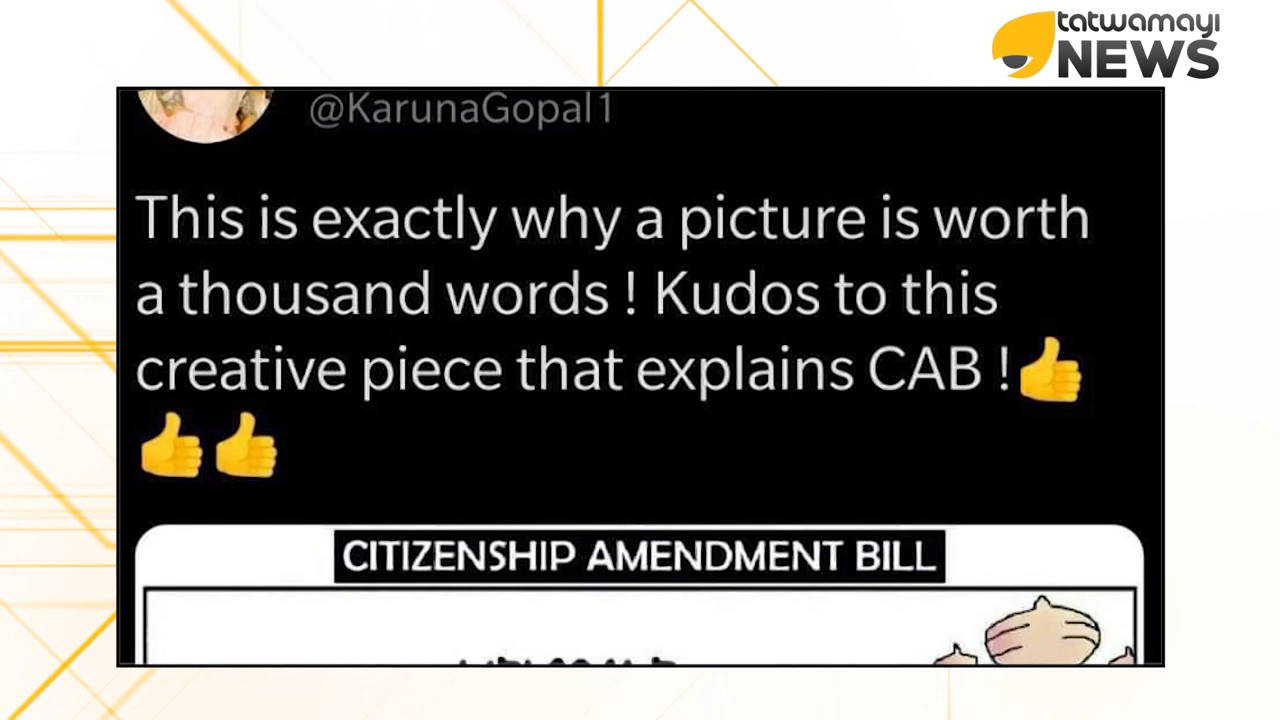 tatwamayi
NEWS
@KarunaGopal1
This is exactly why a picture is worth
a thousand words ! Kudos to this
creative piece that explains CAB !👍
👍👍
CITIZENSHIP AMENDMENT BILL